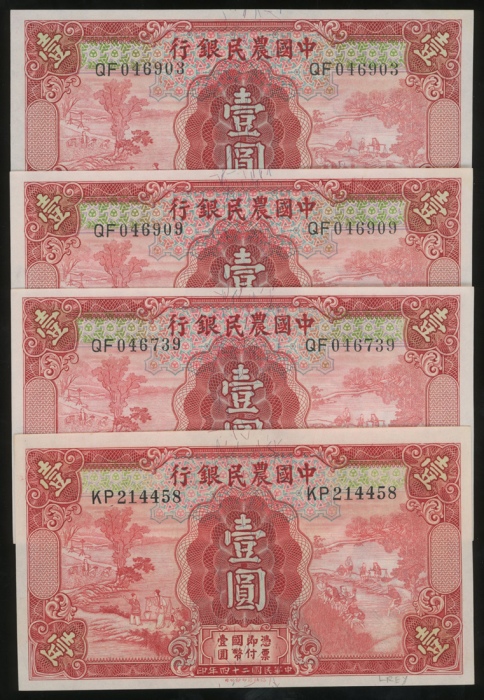 中國農民銀行
壹 壹
QF046903 QF046903
壹圓
中國農民銀行
壹 壹
QF046909 QF046909
壹
中國農民銀行
壹 壹
QF046739 QF046739
壹圓
中國農民銀行
壹 壹
KP214458 KP214458
壹圓
憑票
即付
國幣
壹圓
壹 壹
中華民國二十四年印